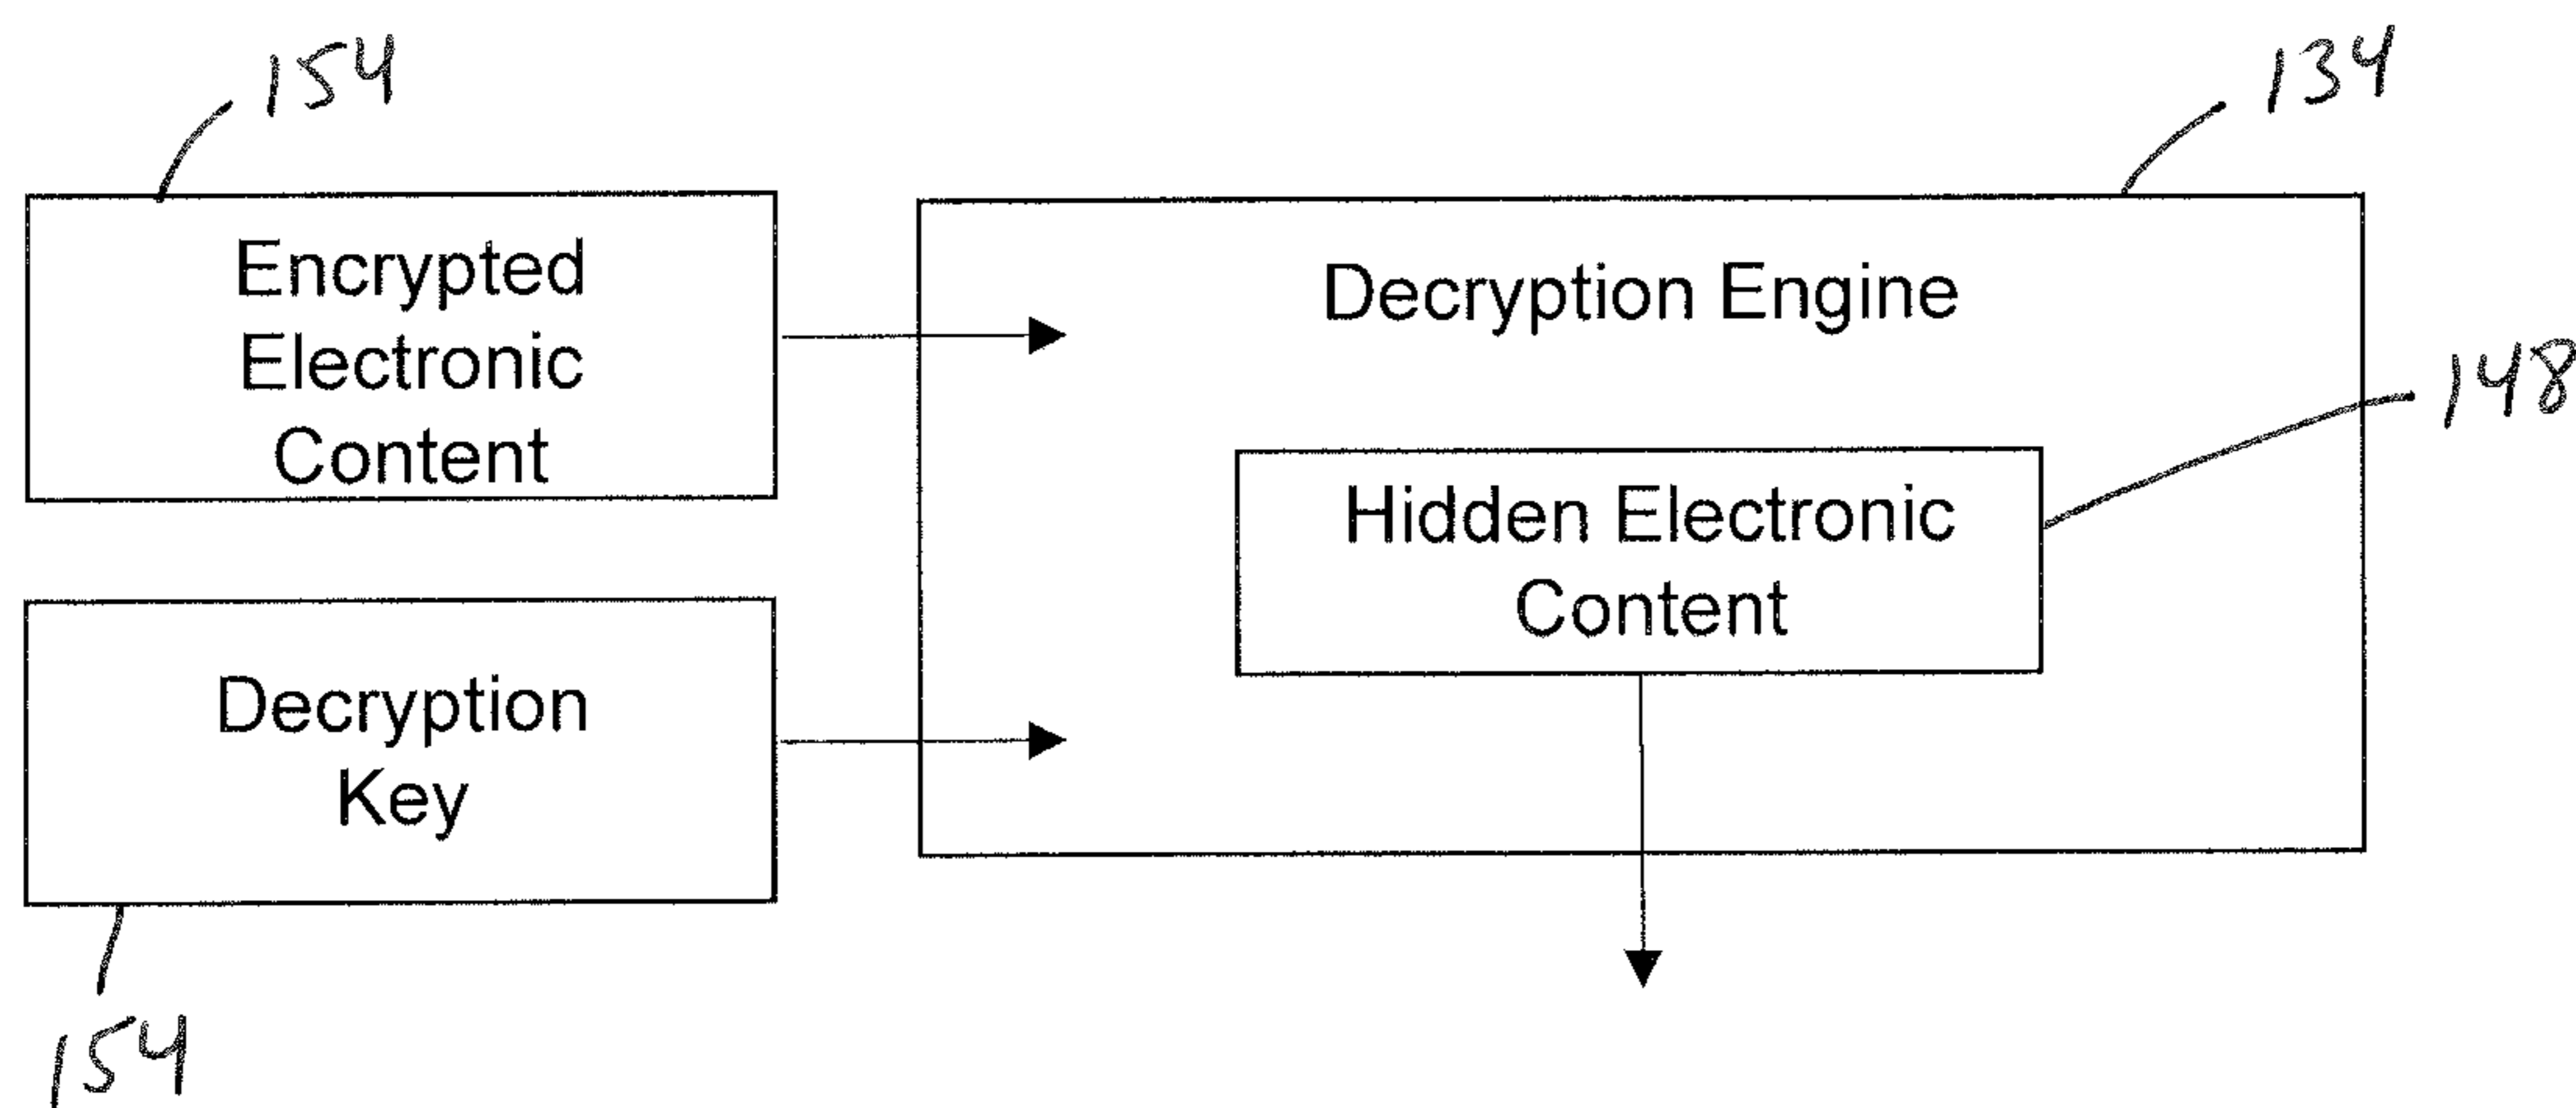 154
134
Encrypted
Electronic
Content
Decryption Engine
148
Hidden Electronic
Content
Decryption
Key
154